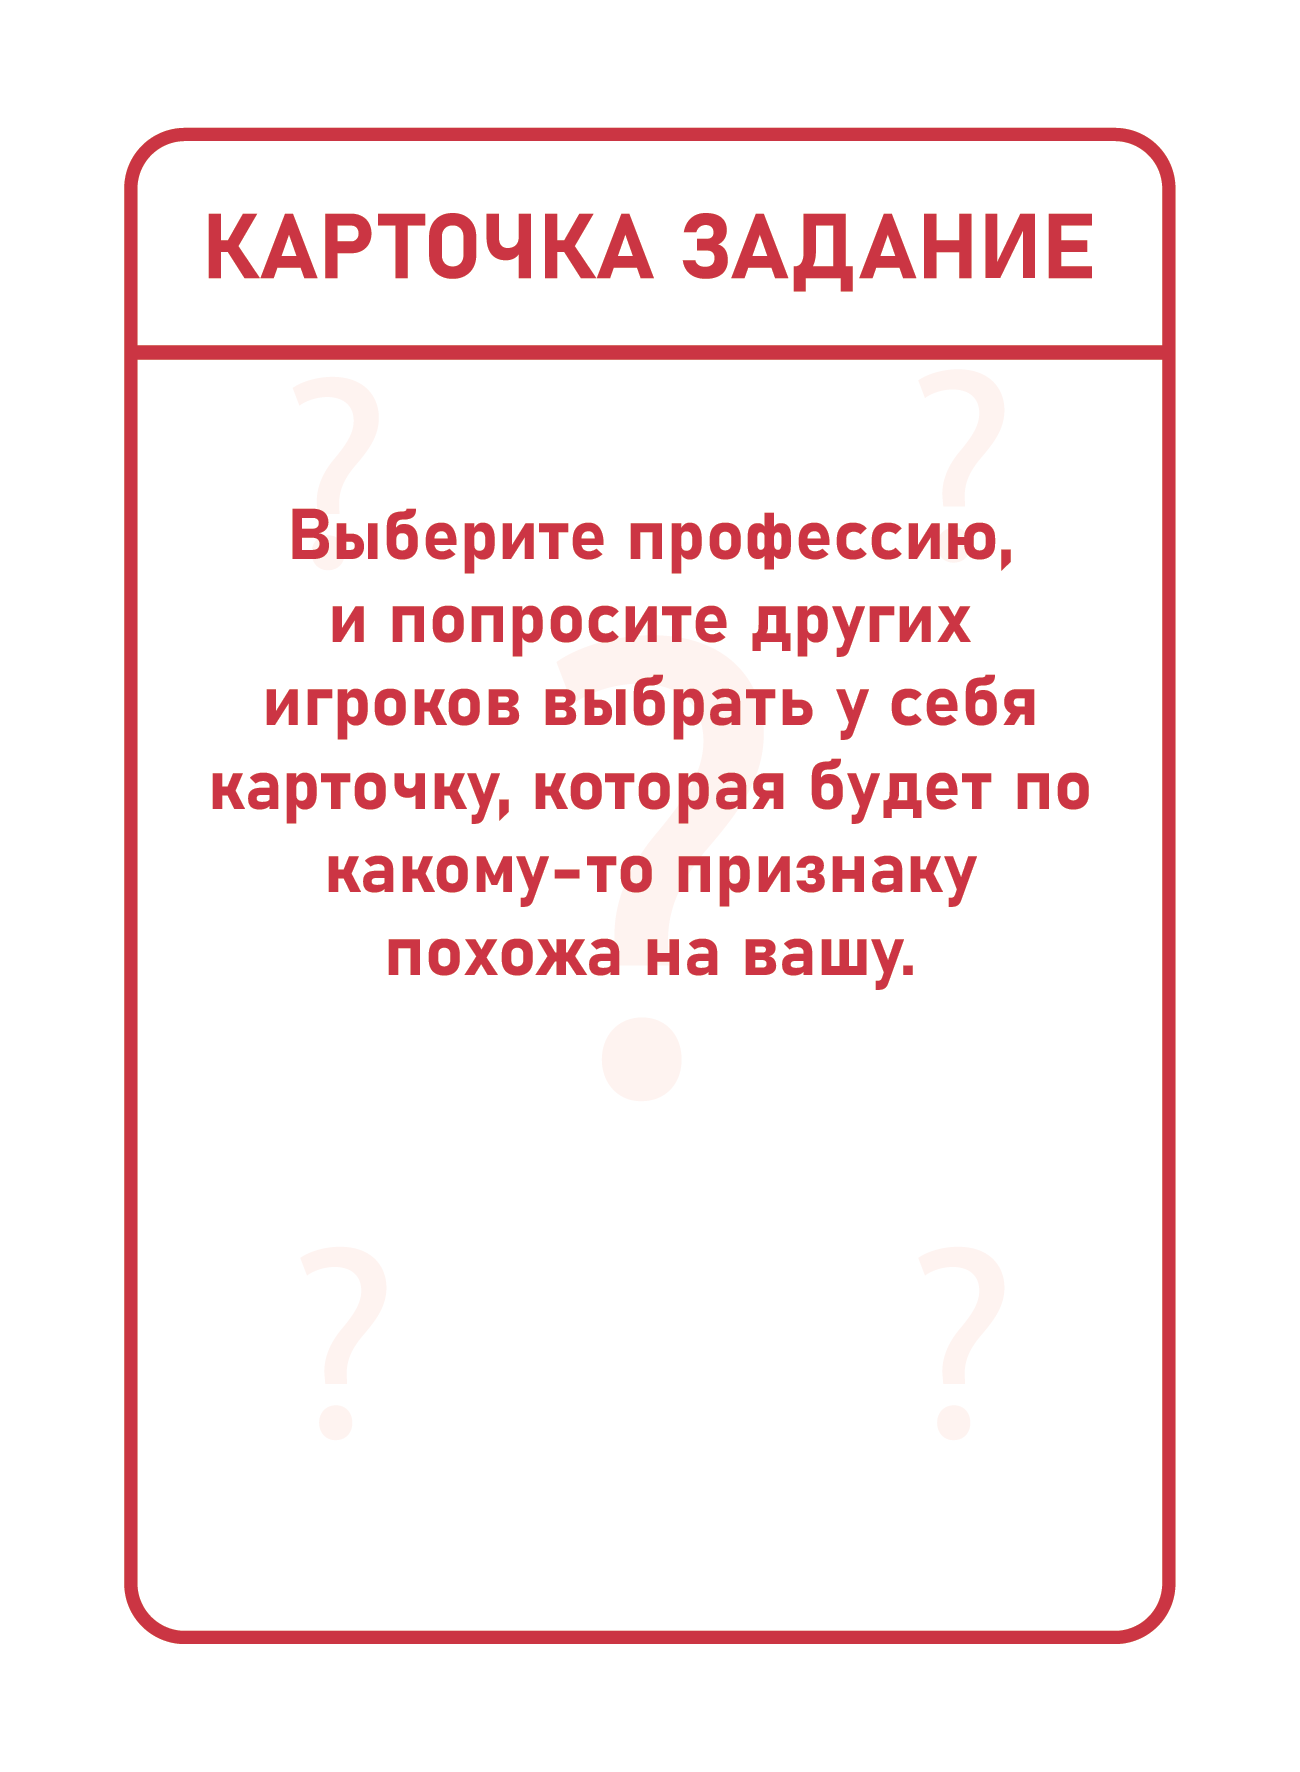 КАРТОЧКА ЗАДАНИЕ
Выберите профессию,
и попросите других
игроков выбрать у себя
карточку, которая будет по
какому-то признаку
похожа на вашу.
?
?
?
?
?